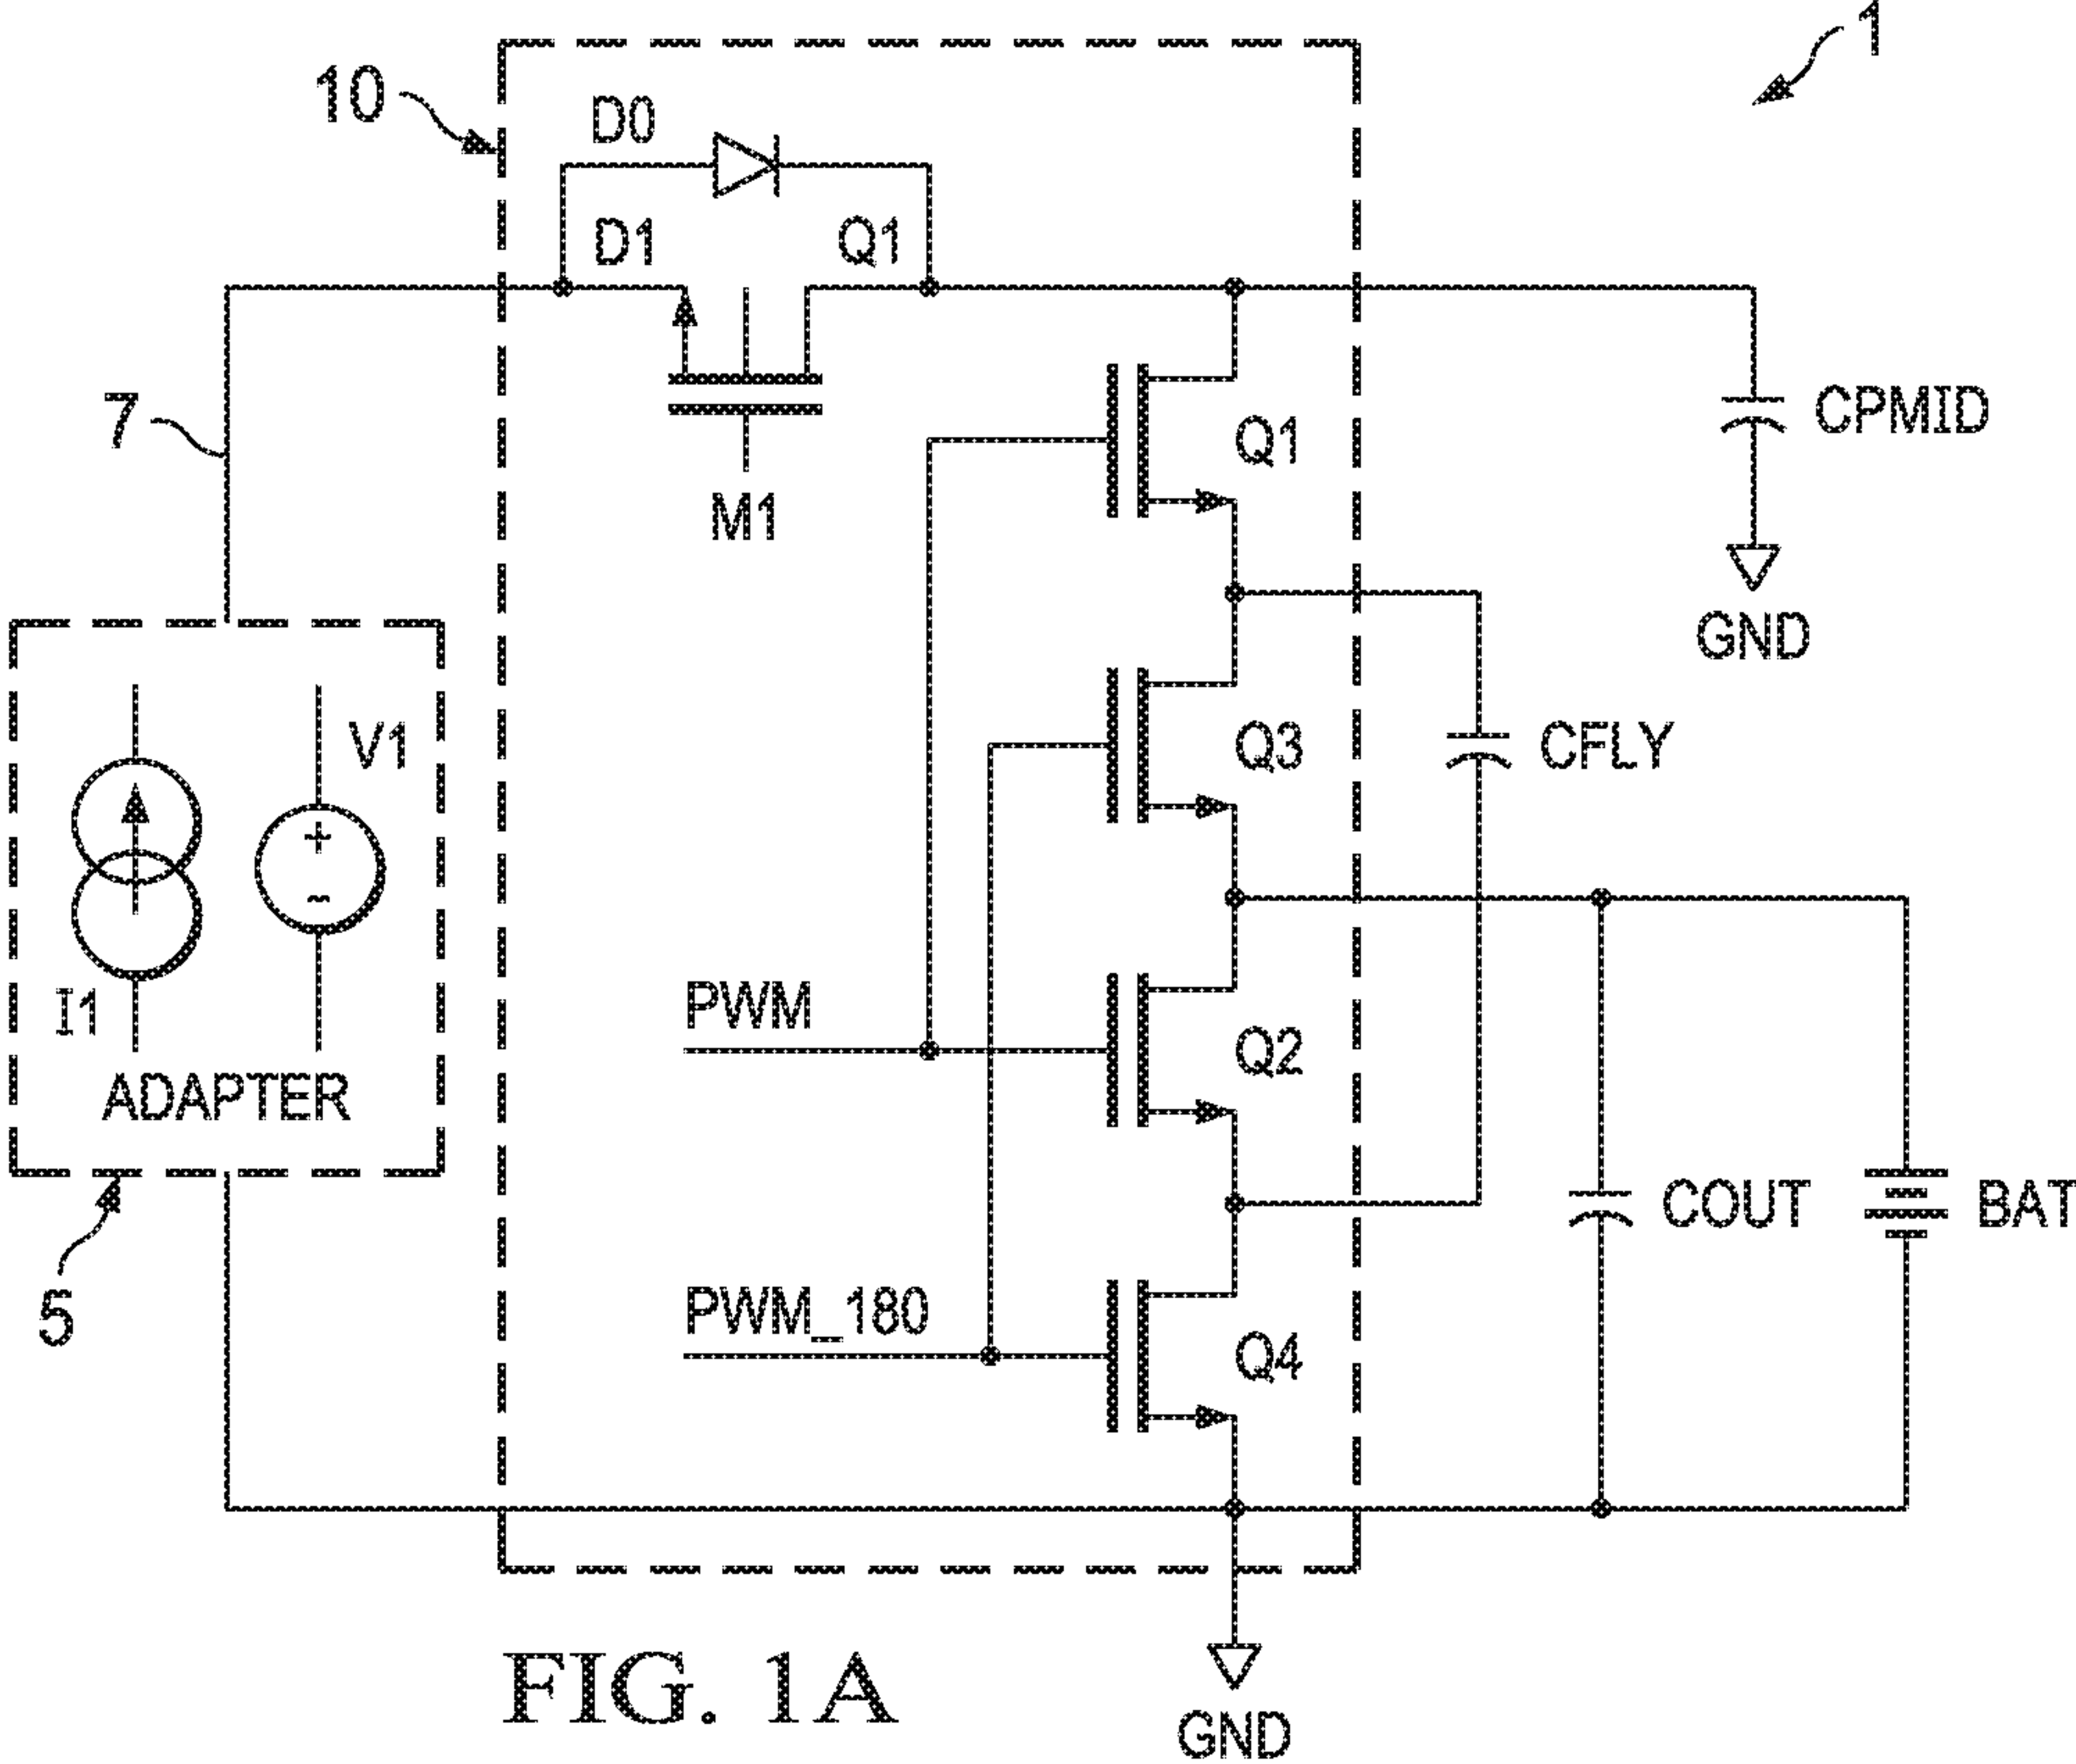 1
10
D0
D1
Q1
7
M1
Q1
CPMID
GND
V1
Q3
CFLY
I1
PWM
Q2
ADAPTER
COUT
BAT
5
PWM_180
Q4
FIG. 1A
GND